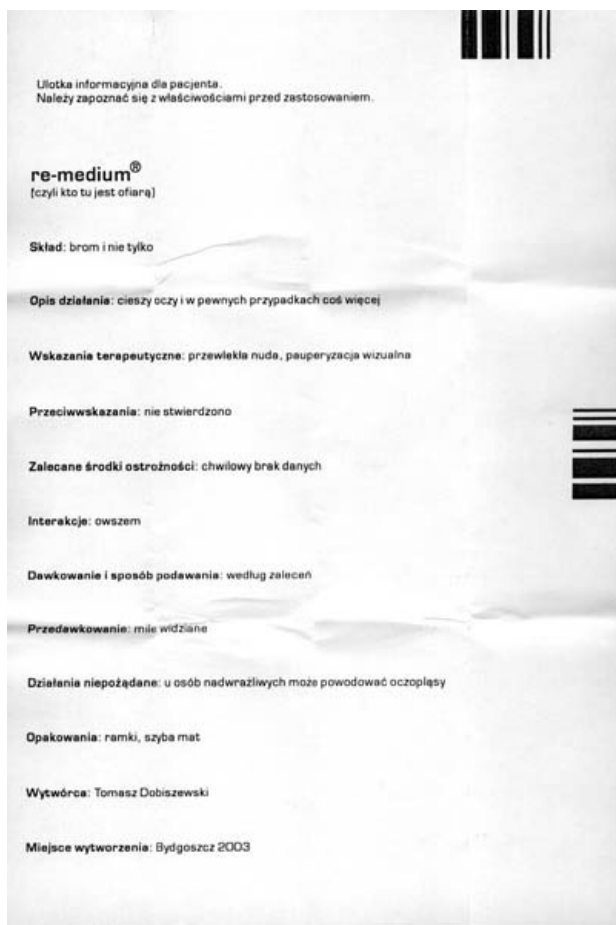 Ulotka informacyjna dla pacjenta.
Należy zapoznać się z właściwościami przed zastosowaniem.
re-medium®
(czyli kto tu jest ofiarą)
Skład: brom i nie tylko
Opis działania: cieszy oczy i w pewnych przypadkach coś więcej
Wskazania terapeutyczne: przewlekła nuda, pauperyzacja wizualna
Przeciwwskazania: nie stwierdzono
Zalecane środki ostrożności: chwilowy brak danych
Interakcje: owszem
Dawkowanie i sposób podawania: według zaleceń
Przedawkowanie: mile widziane
Działania niepożądane: u osób nadwrażliwych może powodować oczopląsy
Opakowania: ramki, szyba mat
Wytwórca: Tomasz Dobiszewski
Miejsce wytworzenia: Bydgoszcz 2003